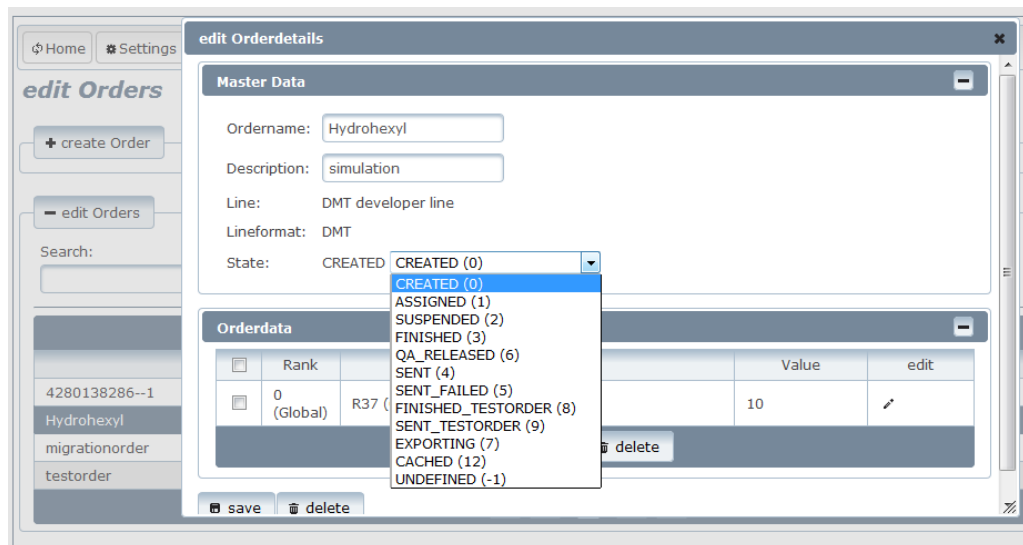 Home Settings
edit Orders
+ create Order
− edit Orders
Search:
4280138286--1
Hydrohexyl
migrationorder
testorder
edit Orderdetails
Master Data
Ordername: Hydrohexyl
Description: simulation
Line: DMT developer line
Lineformat: DMT
State: CREATED CREATED (0)
CREATED (0)
ASSIGNED (1)
SUSPENDED (2)
FINISHED (3)
QA_RELEASED (6)
SENT (4)
SENT_FAILED (5)
FINISHED_TESTORDER (8)
SENT_TESTORDER (9)
EXPORTING (7)
CACHED (12)
UNDEFINED (-1)
Orderdata
Rank Value edit
0
(Global) R37 ( 10
delete
save delete